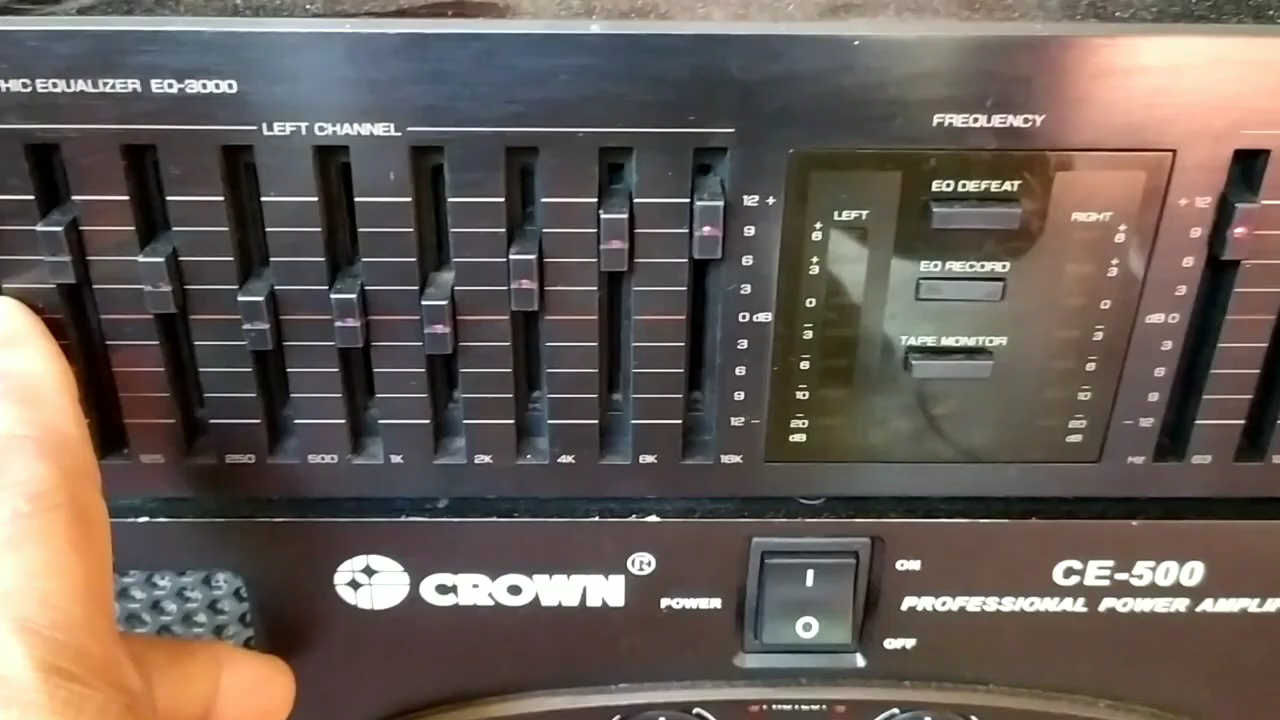 HIC EQUALIZER EQ-3000
LEFT CHANNEL
FREQUENCY
12 +
9
6
3
0 dB
3
6
9
12 -
125 250 500 1K 2K 4K 8K 16K
LEFT
+6
+3
0
-3
-6
-10
-20
dB
EQ DEFEAT
EQ RECORD
TAPE MONITOR
RIGHT
+6
+3
0
-3
-6
-10
-20
dB
+ 12
9
6
3
dB 0
3
6
9
- 12
HZ 63
CROWN®
POWER
I
O
ON
OFF
CE-500
PROFESSIONAL POWER AMPLI